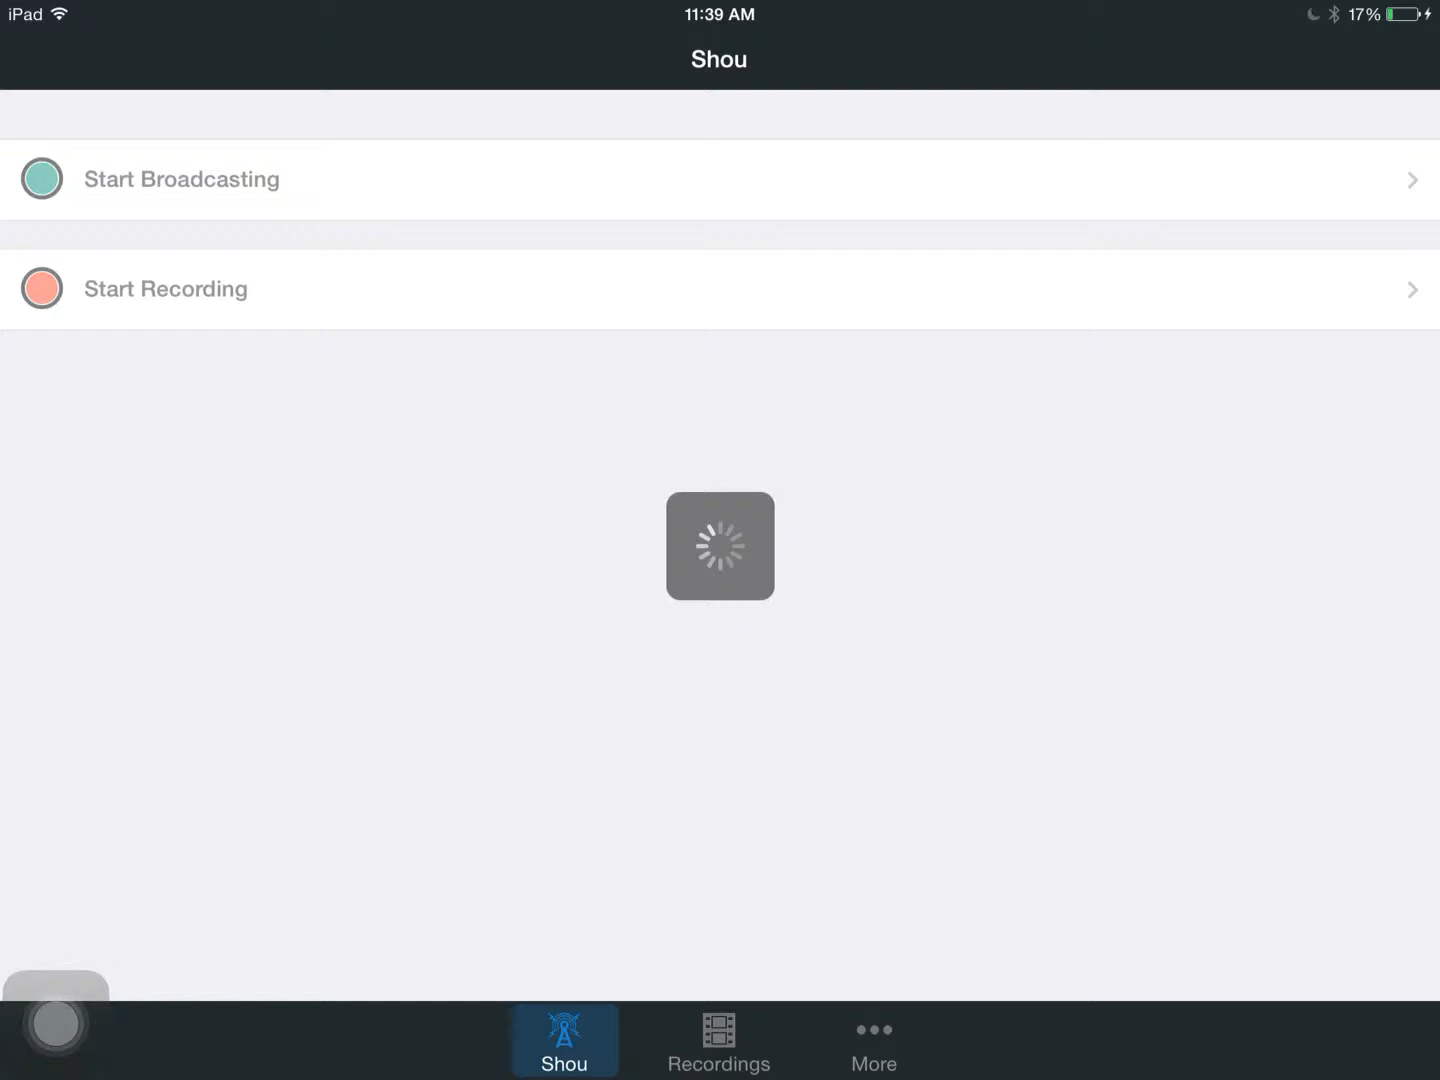 iPad
11:39 AM
17%
Shou
Start Broadcasting
Start Recording
Shou
Recordings
More